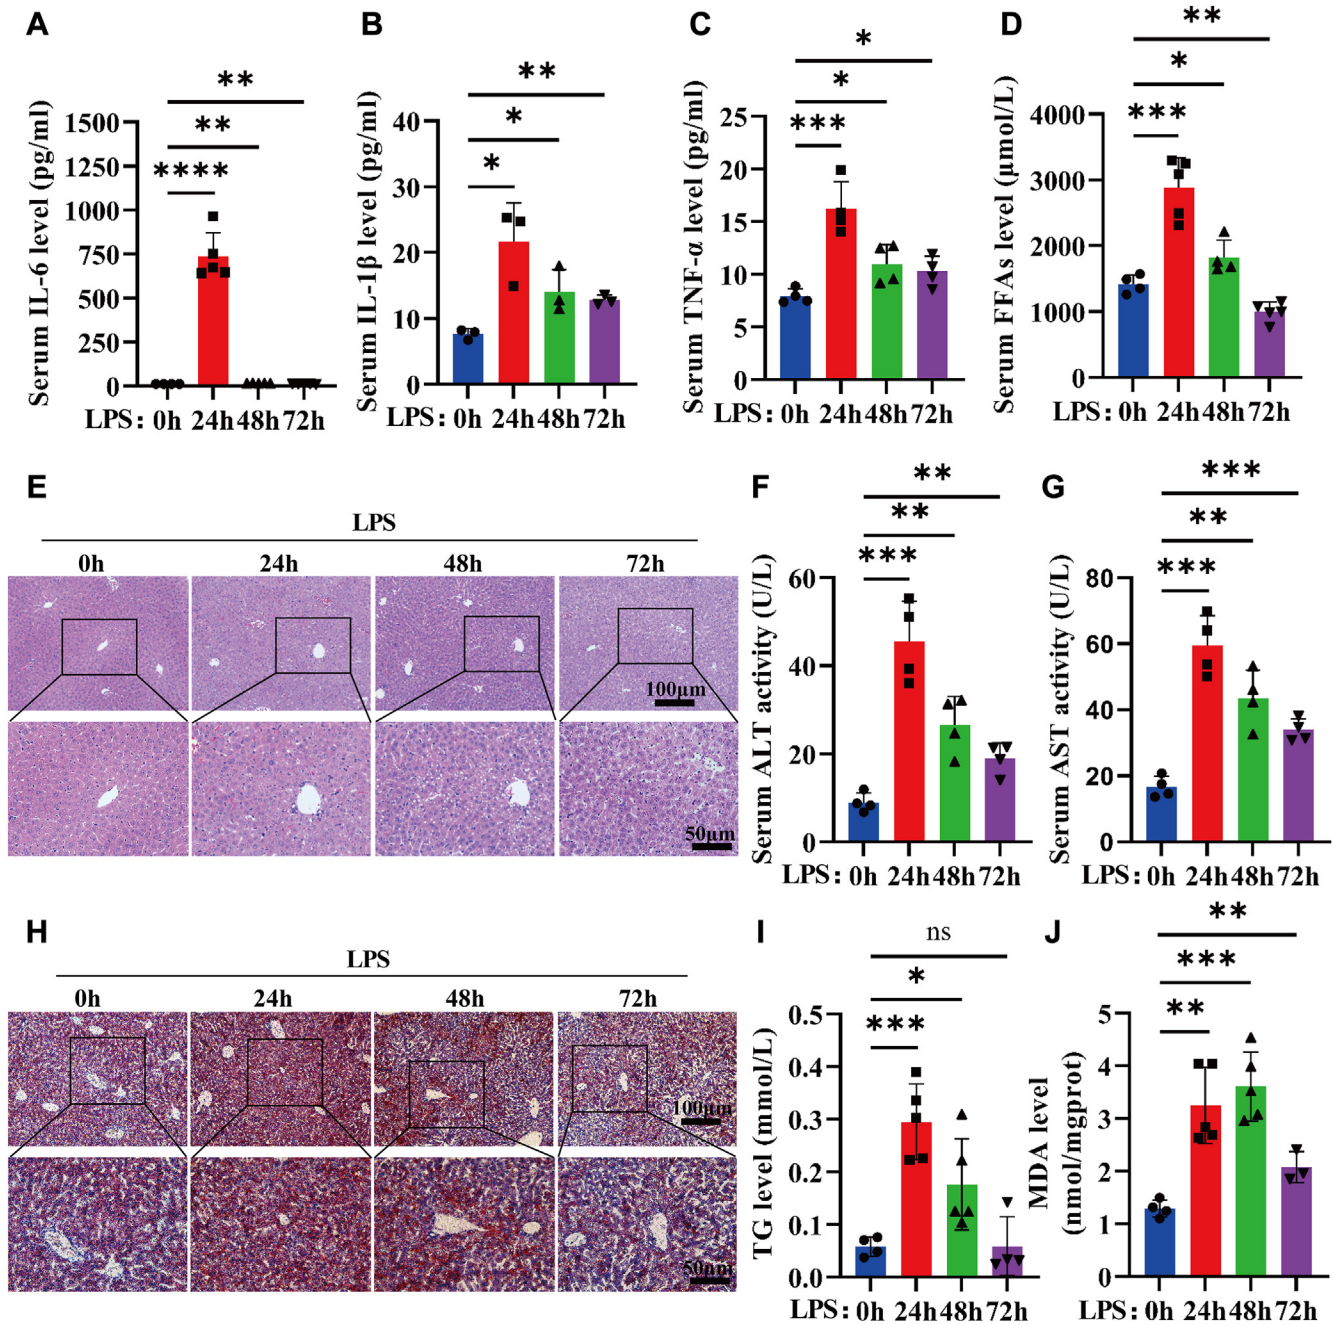 A
Serum IL-6 level (pg/ml)
**
**
****
1500
1250
1000
750
500
250
0
LPS: 0h 24h 48h 72h
B
Serum IL-1β level (pg/ml)
**
*
*
40
30
20
10
0
LPS: 0h 24h 48h 72h
C
Serum TNF-α level (pg/ml)
*
*
***
25
20
15
10
5
0
LPS: 0h 24h 48h 72h
D
Serum FFAs level (μmol/L)
**
*
***
4000
3000
2000
1000
0
LPS: 0h 24h 48h 72h
E
LPS
0h 24h 48h 72h
100μm
50μm
F
Serum ALT activity (U/L)
**
**
***
60
40
20
0
LPS: 0h 24h 48h 72h
G
Serum AST activity (U/L)
***
**
***
80
60
40
20
0
LPS: 0h 24h 48h 72h
H
LPS
0h 24h 48h 72h
100μm
50nm
I
TG level (mmol/L)
ns
*
***
0.5
0.4
0.3
0.2
0.1
0.0
LPS: 0h 24h 48h 72h
J
MDA level
(nmol/mgprot)
**
***
**
5
4
3
2
1
0
LPS: 0h 24h 48h 72h